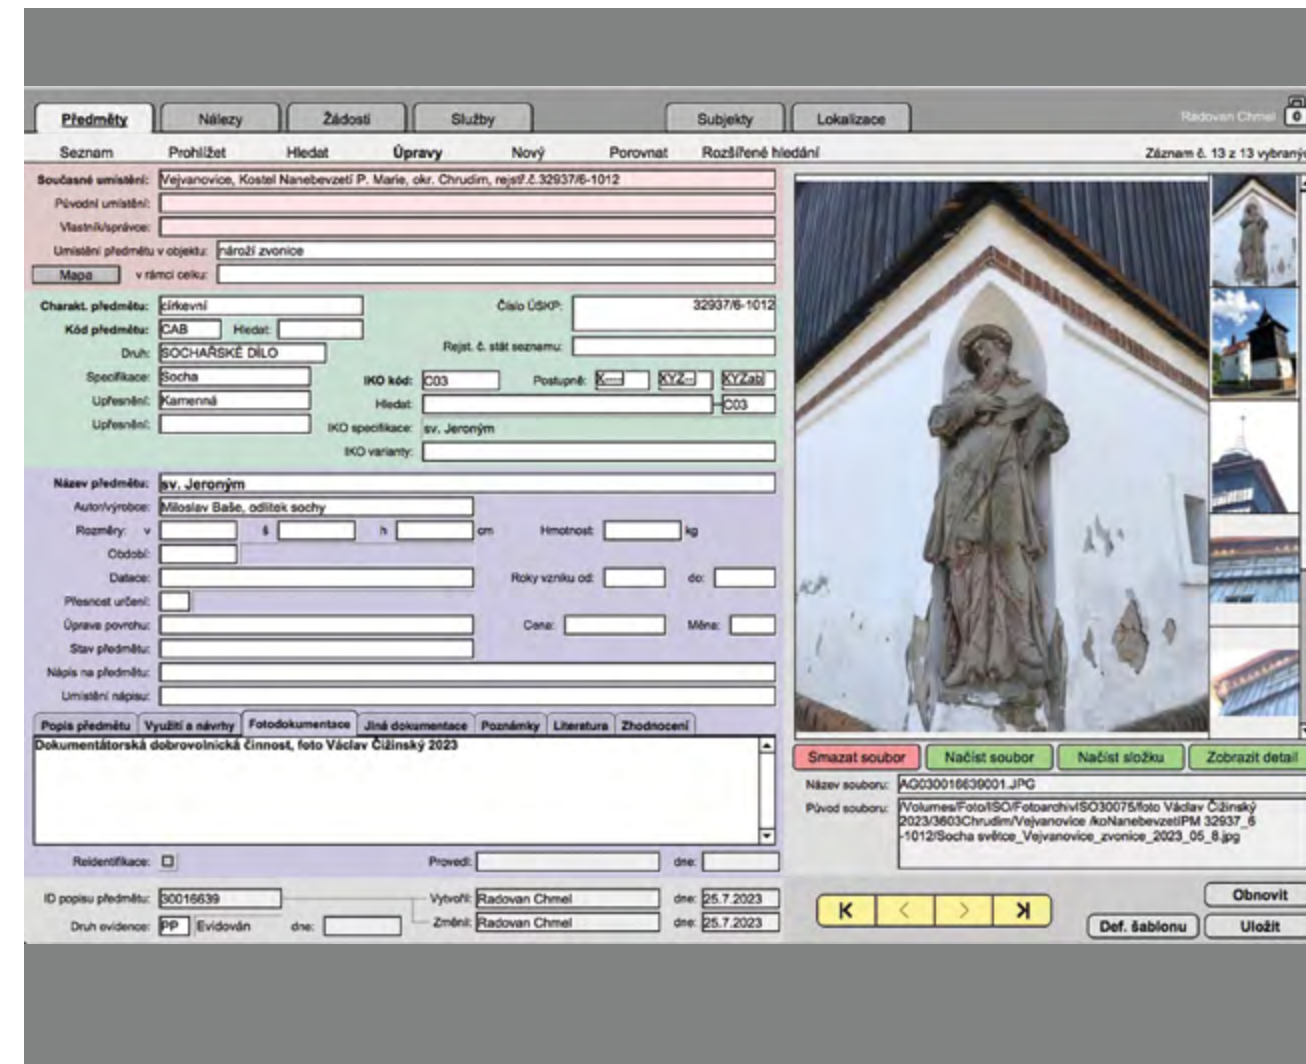 Předměty Nálezy Žádosti Služby Subjekty Lokalizace Radovan Chmel 0
Seznam Prohlížet Hledat Úpravy Nový Porovnat Rozšířené hledání Záznam č. 13 z 13 vybraných
Současné umístění: Vejvanovice, Kostel Nanebevzetí P. Marie, okr. Chrudim, rejstř.č.32937/6-1012
Původní umístění:
Vlastník/správce:
Umístění předmětu v objektu: nároží zvonice
Mapa v rámci celku:
Charakt. předmětu: církevní Číslo ÚSKP: 32937/6-1012
Kód předmětu: CAB Hledat:
Druh: SOCHAŘSKÉ DÍLO Rejst. č. stát seznamu:
Specifikace: Socha IKO kód: C03 Postupně: X---- XYZ-- XYZab
Upřesnění: Kamenná Hledat: C03
Upřesnění: IKO specifikace: sv. Jeroným
IKO varianty:
Název předmětu: sv. Jeroným
Autor/výrobce: Miloslav Baše, odlitek sochy
Rozměry: v š h cm Hmotnost: kg
Období:
Datace: Roky vzniku od: do:
Přesnost určení:
Úprava povrchu: Cena: Měna:
Stav předmětu:
Nápis na předmětu:
Umístění nápisu:
Popis předmětu Využití a návrhy Fotodokumentace Jiná dokumentace Poznámky Literatura Zhodnocení
Dokumentátorská dobrovolnická činnost, foto Václav Čižinský 2023
Smazat soubor Načíst soubor Načíst složku Zobrazit detail
Název souboru: AG030016639001.JPG
Původ souboru: /Volumes/Foto/ISO/FotoarchivISO30075/foto Václav Čižinský
2023/3603Chrudim/Vejvanovice /koNanebevzetiPM 32937_6
-1012/Socha světce_Vejvanovice_zvonice_2023_05_8.jpg
Reidentifikace: Provedl: dne:
ID popisu předmětu: 30016639 Vytvořil: Radovan Chmel dne: 25.7.2023
Druh evidence: PP Evidován dne: Změnil: Radovan Chmel dne: 25.7.2023
Obnovit
Def. šablonu Uložit